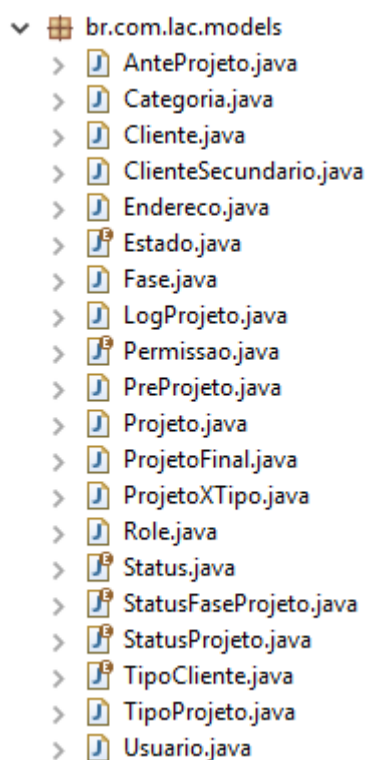 br.com.lac.models
AnteProjeto.java
Categoria.java
Cliente.java
ClienteSecundario.java
Endereco.java
Estado.java
Fase.java
LogProjeto.java
Permissao.java
PreProjeto.java
Projeto.java
ProjetoFinal.java
ProjetoXTipo.java
Role.java
Status.java
StatusFaseProjeto.java
StatusProjeto.java
TipoCliente.java
TipoProjeto.java
Usuario.java